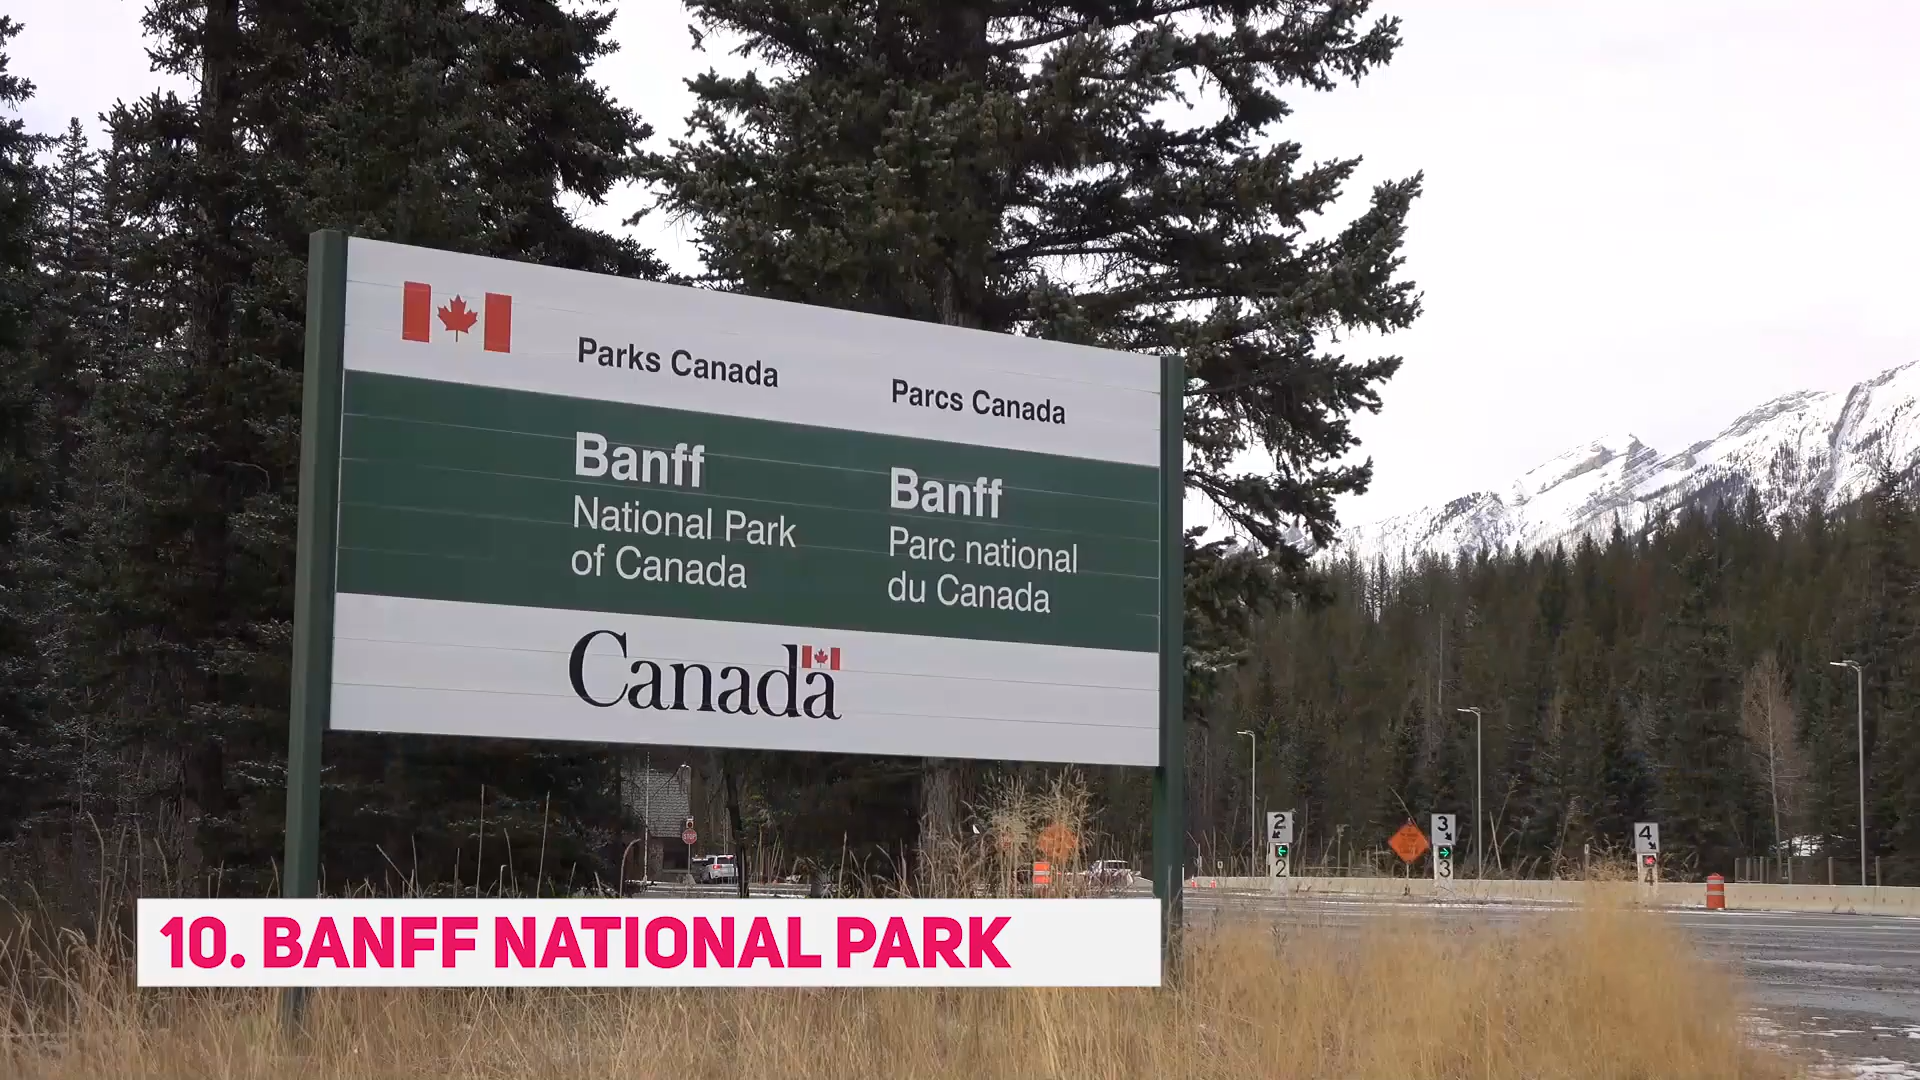 Parks Canada
Parcs Canada
Banff
National Park
of Canada
Banff
Parc national
du Canada
Canada
STOP
2
2
3
3
4
4
10. BANFF NATIONAL PARK